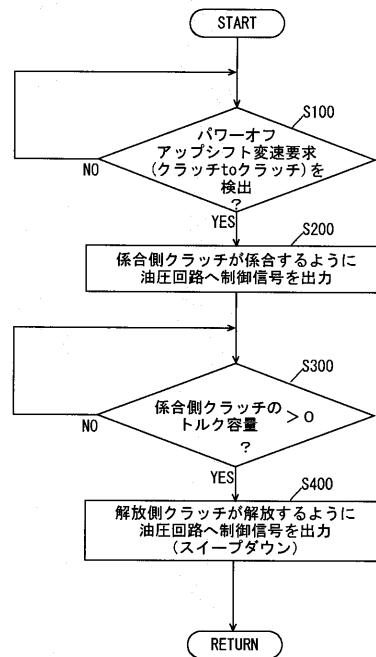 START
S100
パワーオフ
アップシフト変速要求
(クラッチtoクラッチ)を
検出
?
NO
YES
S200
係合側クラッチが係合するように
油圧回路へ制御信号を出力
S300
係合側クラッチの
トルク容量 >0
?
NO
YES
S400
解放側クラッチが解放するように
油圧回路へ制御信号を出力
(スイープダウン)
RETURN